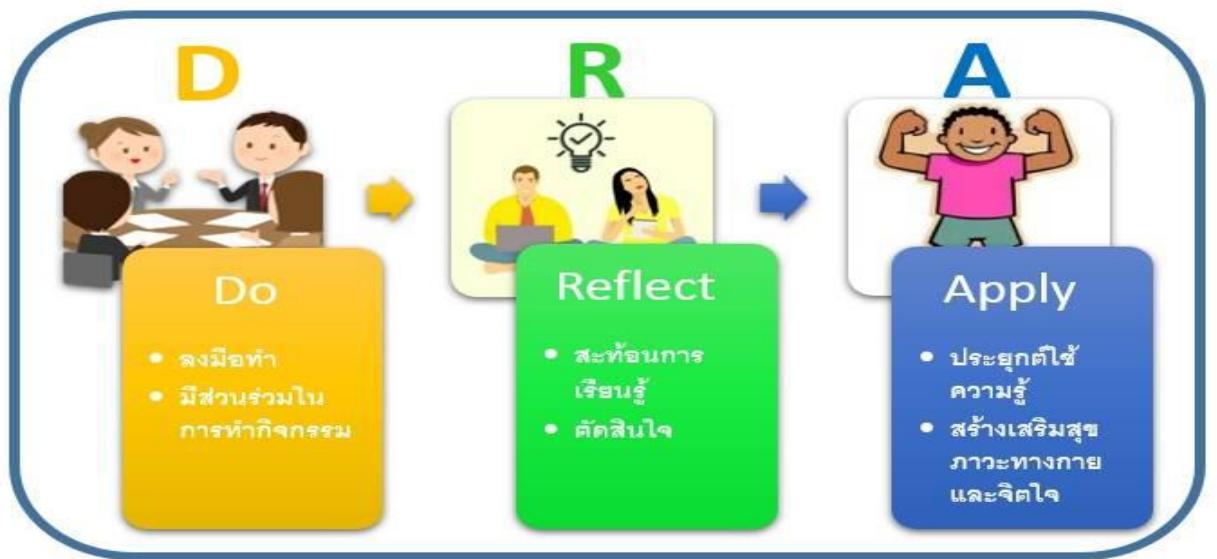 D
R
A
Do
• ลงมือทำ
• มีส่วนร่วมใน
การทำกิจกรรม
Reflect
• สะท้อนการ
เรียนรู้
• ตัดสินใจ
Apply
• ประยุกต์ใช้
ความรู้
• สร้างเสริมสุข
ภาวะทางกาย
และจิตใจ